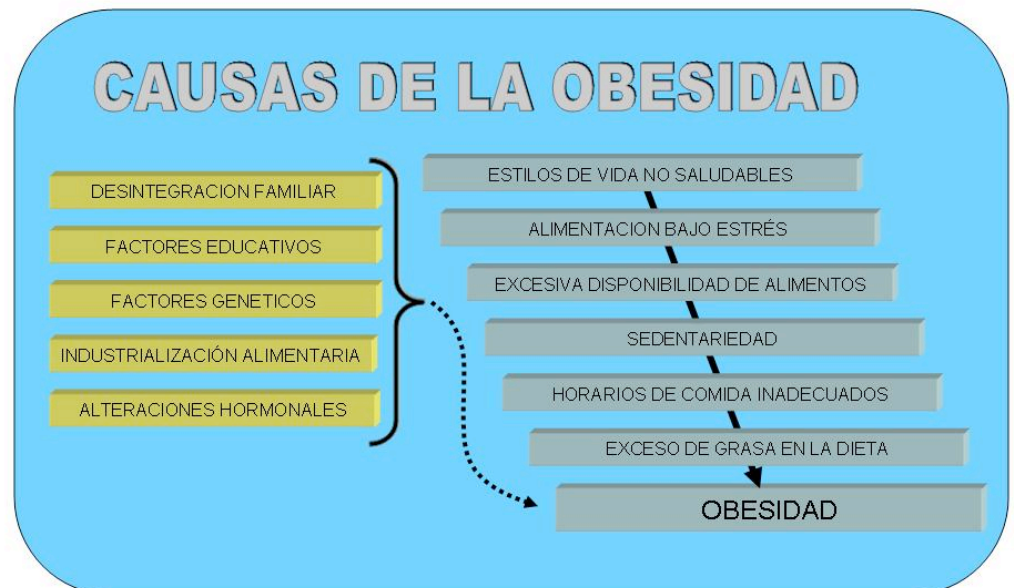 CAUSAS DE LA OBESIDAD
DESINTEGRACION FAMILIAR
FACTORES EDUCATIVOS
FACTORES GENETICOS
INDUSTRIALIZACIÓN ALIMENTARIA
ALTERACIONES HORMONALES
ESTILOS DE VIDA NO SALUDABLES
ALIMENTACION BAJO ESTRÉS
EXCESIVA DISPONIBILIDAD DE ALIMENTOS
SEDENTARIEDAD
HORARIOS DE COMIDA INADECUADOS
EXCESO DE GRASA EN LA DIETA
OBESIDAD